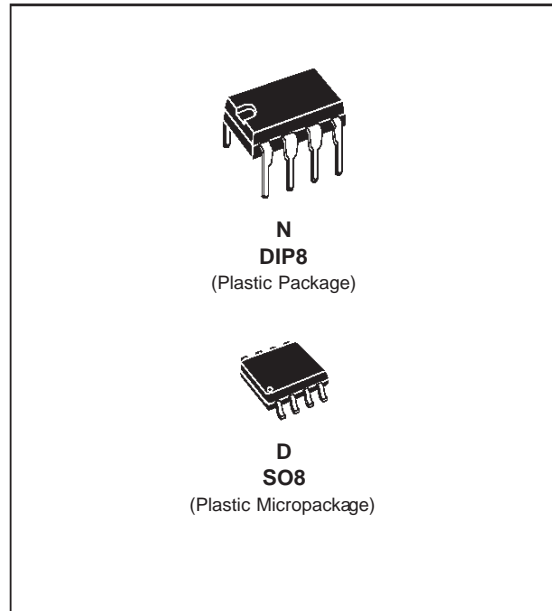 N
DIP8
(Plastic Package)
D
SO8
(Plastic Micropackage)